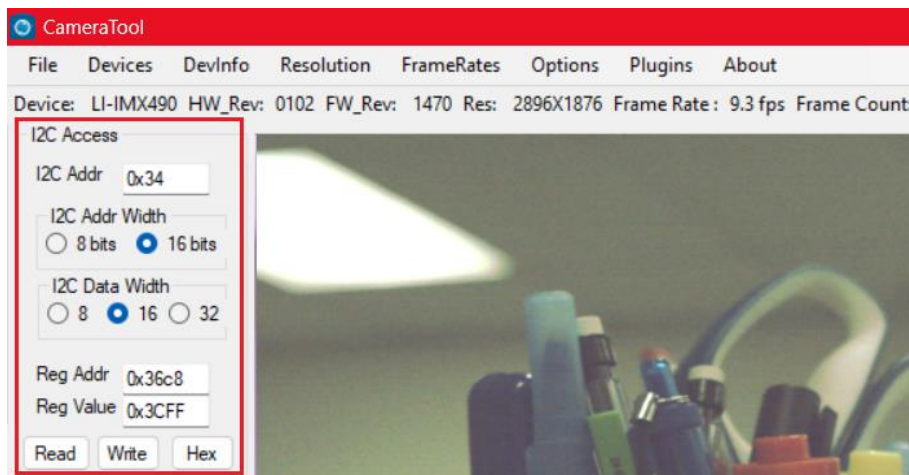 CameraTool
File Devices DevInfo Resolution FrameRates Options Plugins About
Device: LI-IMX490 HW_Rev: 0102 FW_Rev: 1470 Res: 2896X1876 Frame Rate : 9.3 fps Frame Count
I2C Access
I2C Addr 0x34
I2C Addr Width
8 bits 16 bits
I2C Data Width
8 16 32
Reg Addr 0x36c8
Reg Value 0x3CFF
Read Write Hex